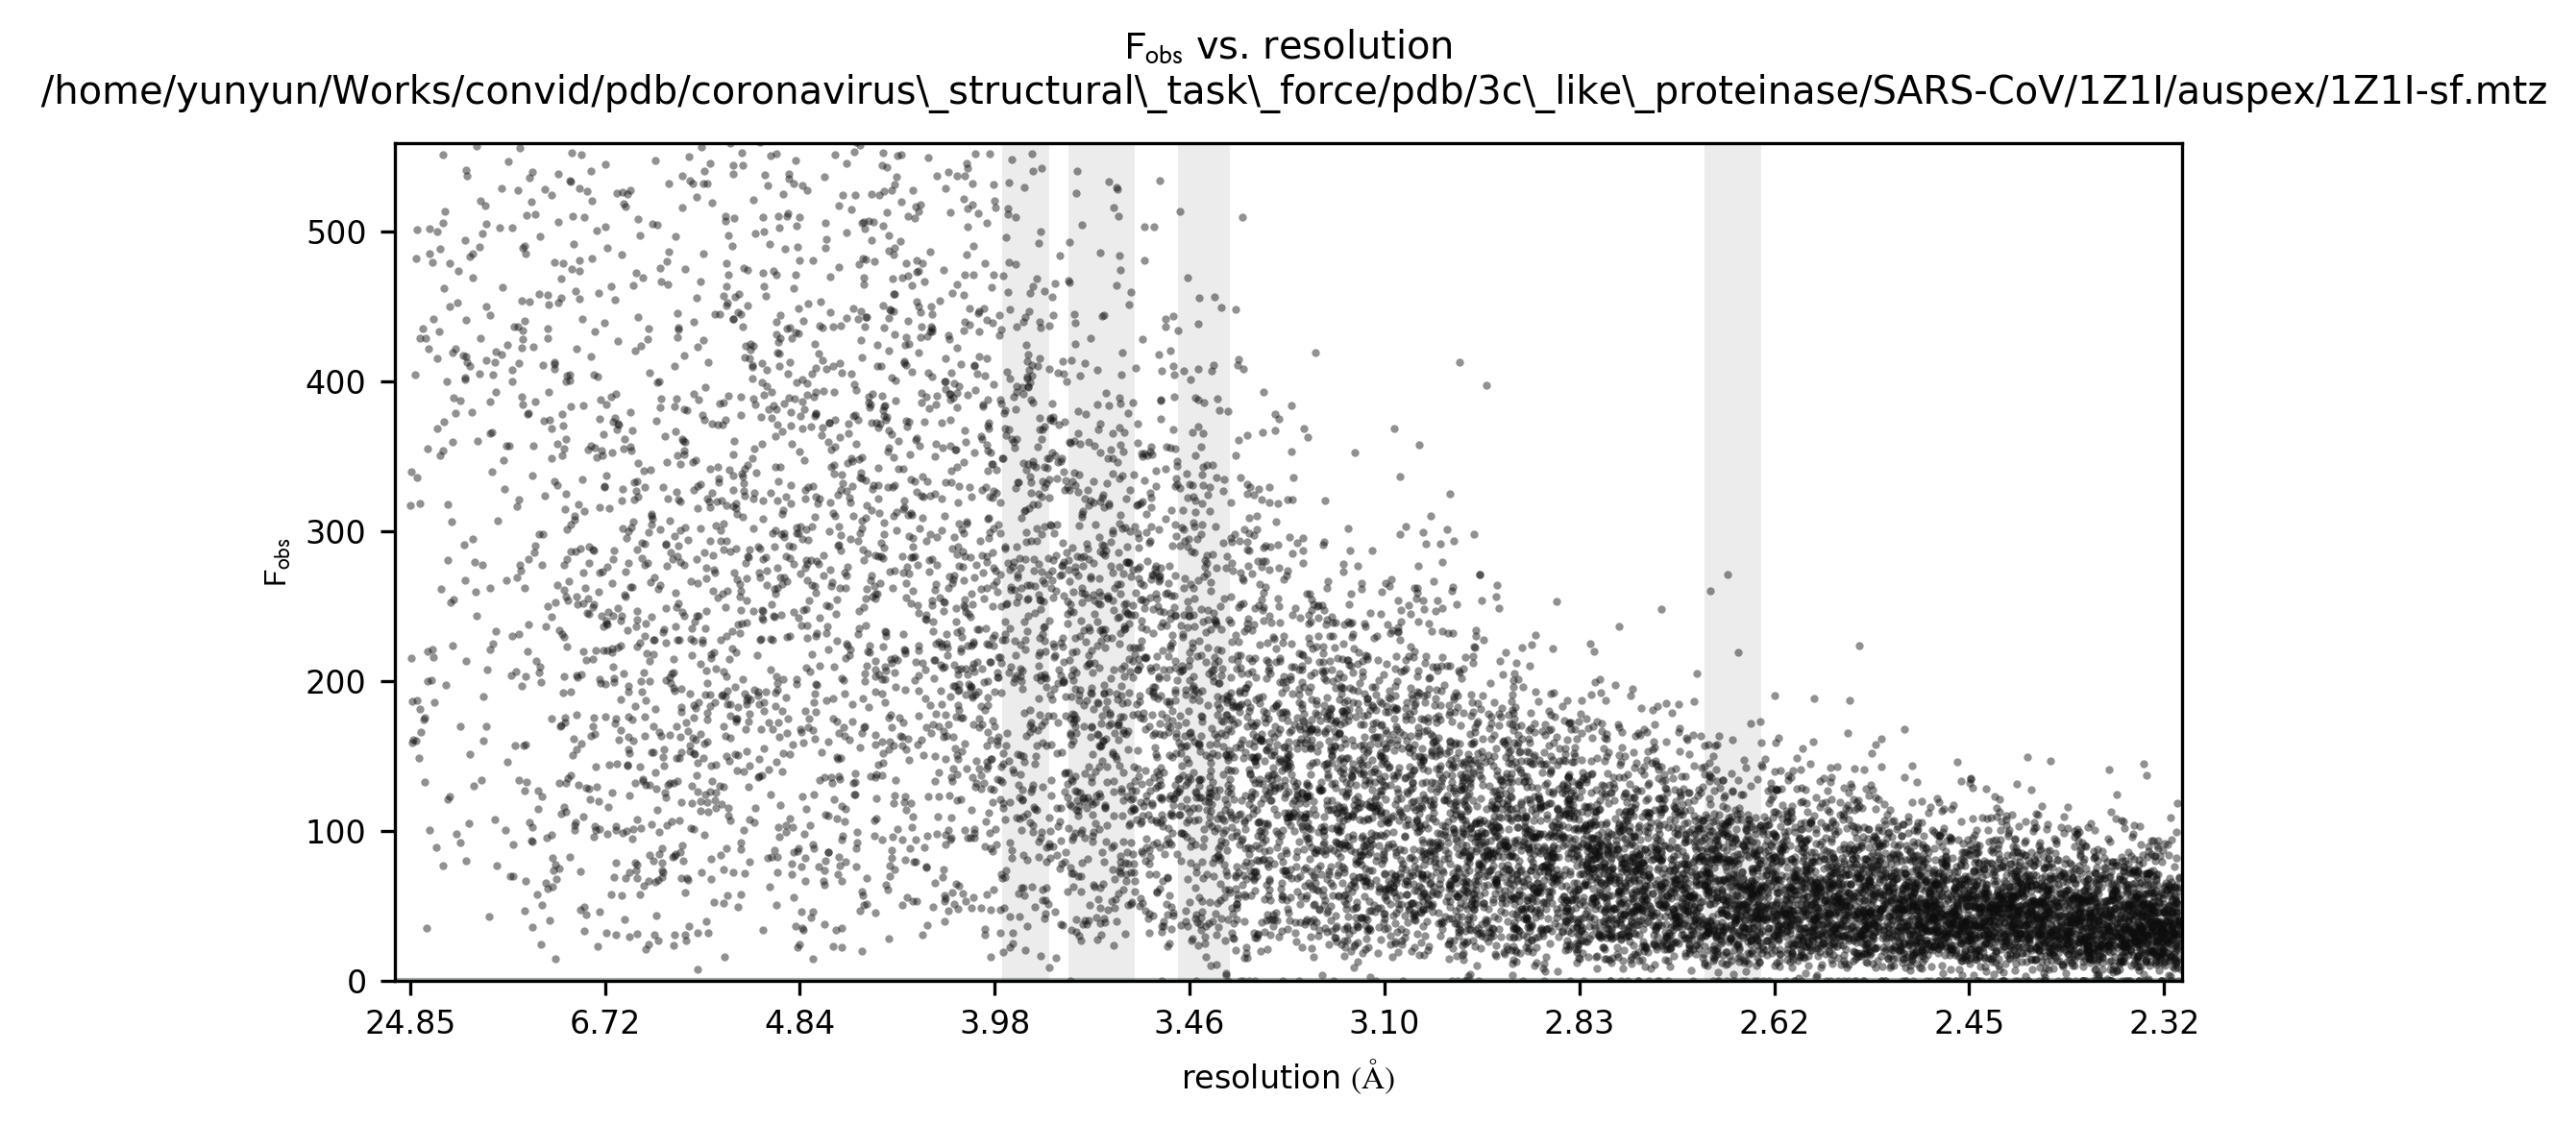 Fobs vs. resolution
/home/yunyun/Works/convid/pdb/coronavirus\_structural\_task\_force/pdb/3c\_like\_proteinase/SARS-CoV/1Z1I/auspex/1Z1I-sf.mtz
500
400
300
200
100
0
Fobs
24.85 6.72 4.84 3.98 3.46 3.10 2.83 2.62 2.45 2.32
resolution (Å)